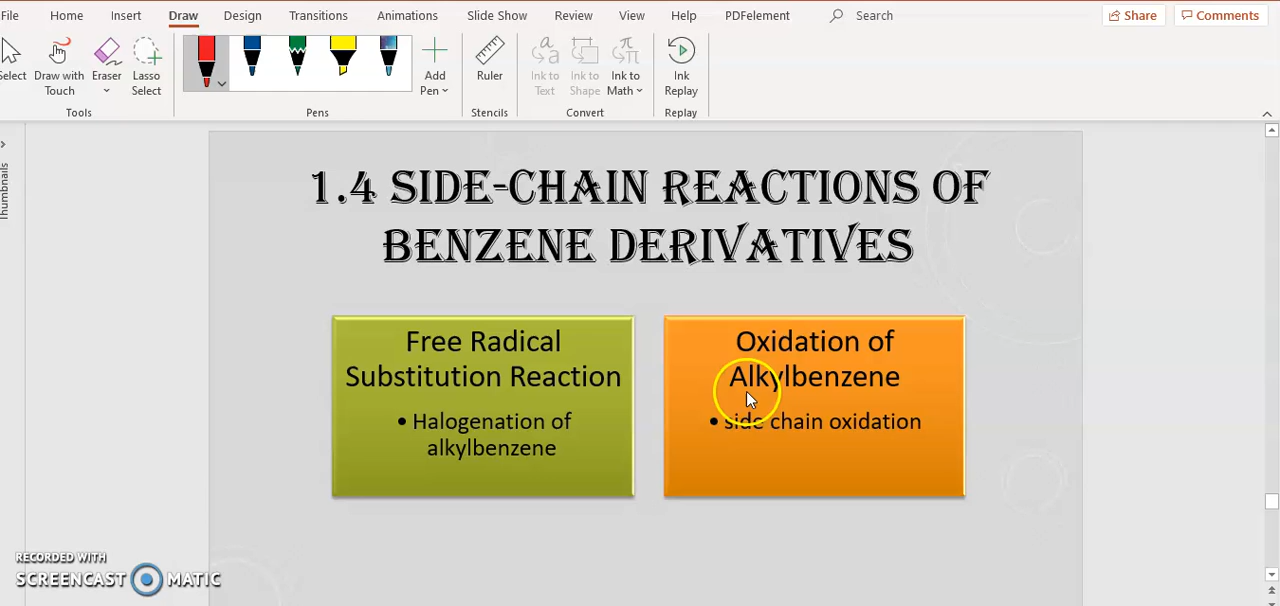 File Home Insert Draw Design Transitions Animations Slide Show Review View Help PDFelement Search Share Comments
Select Draw with Touch Eraser Lasso Select Add Pen Ruler Ink to Text Ink to Shape Ink to Math Ink Replay
Tools Pens Stencils Convert Replay
Thumbnails
1.4 SIDE-CHAIN REACTIONS OF
BENZENE DERIVATIVES
Free Radical
Substitution Reaction
• Halogenation of
alkylbenzene
Oxidation of
Alkylbenzene
• side chain oxidation
RECORDED WITH
SCREENCAST MATIC